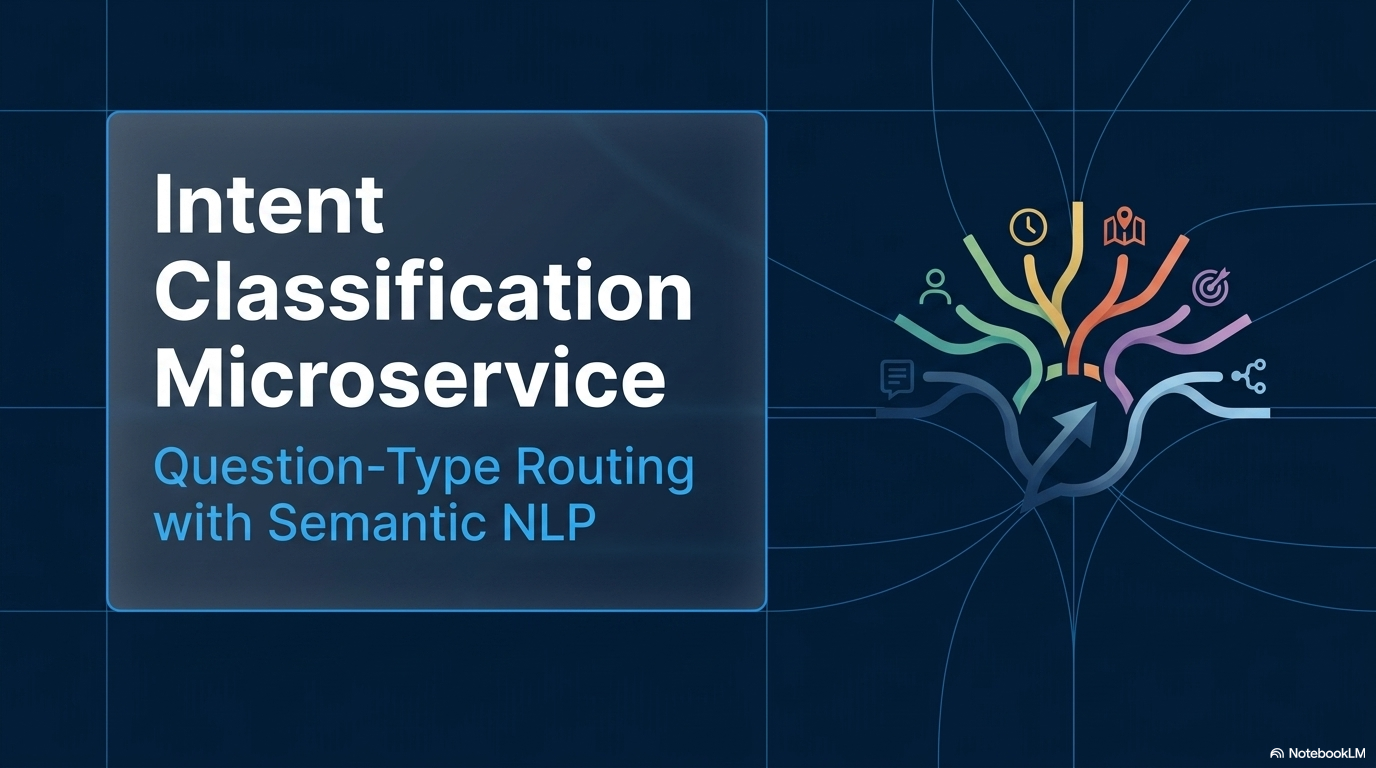 Intent
Classification
Microservice
Question-Type Routing
with Semantic NLP
NotebookLM